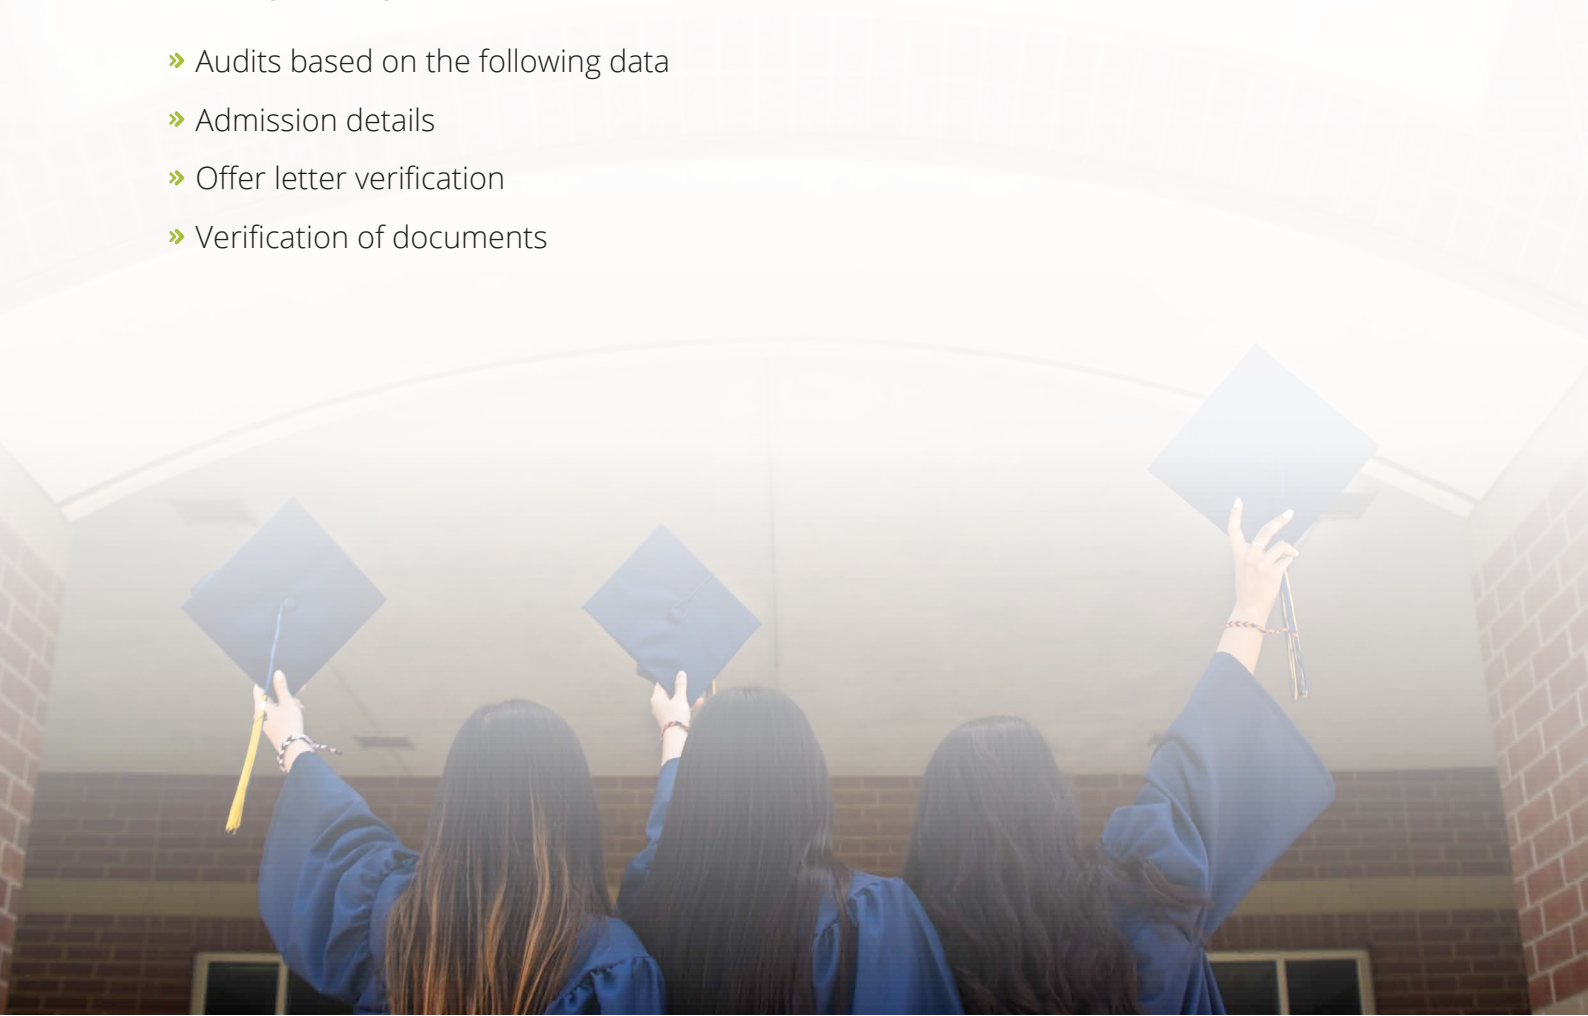 » Audits based on the following data
» Admission details
» Offer letter verification
» Verification of documents